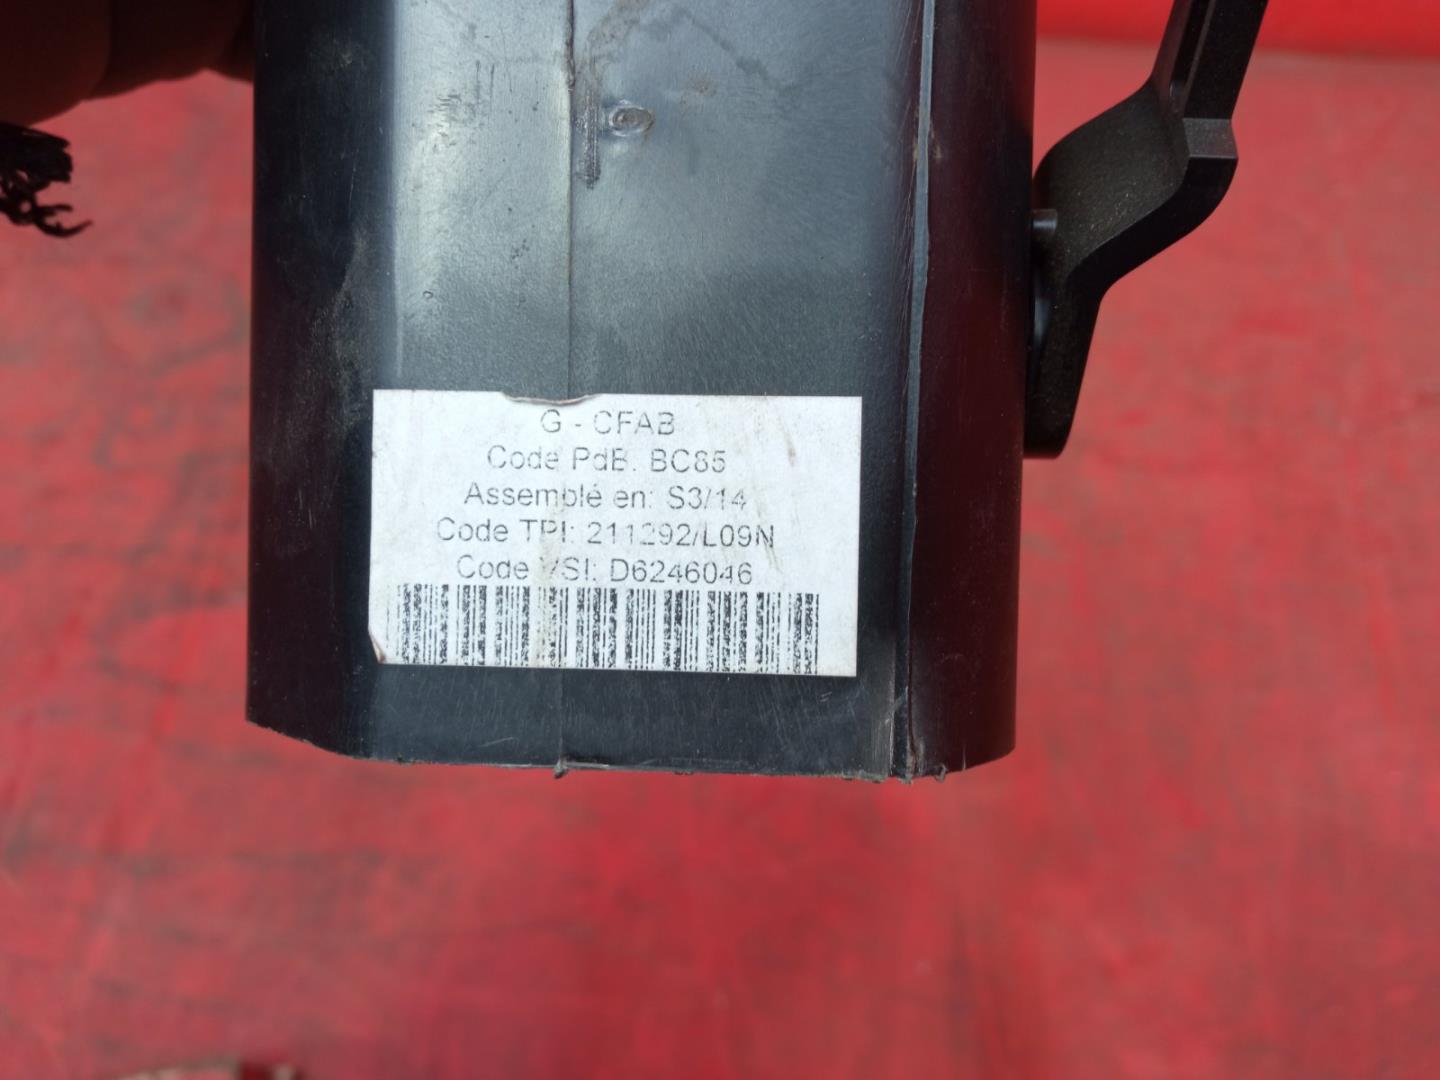 G - CFAB
Code PdB: BC85
Assemblé en: S3/14
Code TPI: 211292/L09N
Code VSI: D6246046